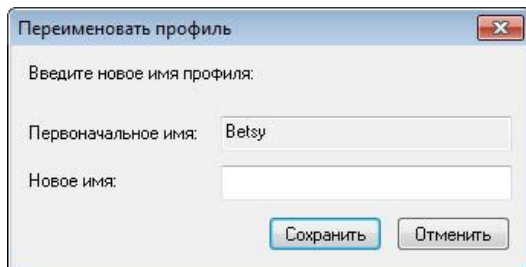 Переименовать профиль
Введите новое имя профиля:
Первоначальное имя: Betsy
Новое имя:
Сохранить Отменить